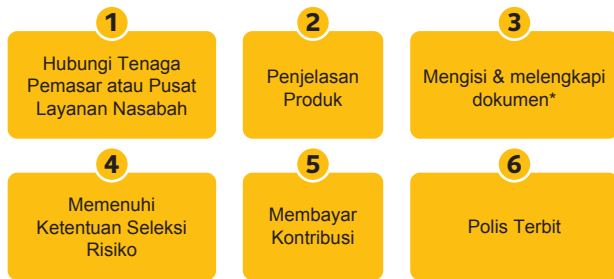 1
Hubungi Tenaga
Pemasar atau Pusat
Layanan Nasabah
2
Penjelasan
Produk
3
Mengisi & melengkapi
dokumen*
4
Memenuhi
Ketentuan Seleksi
Risiko
5
Membayar
Kontribusi
6
Polis Terbit